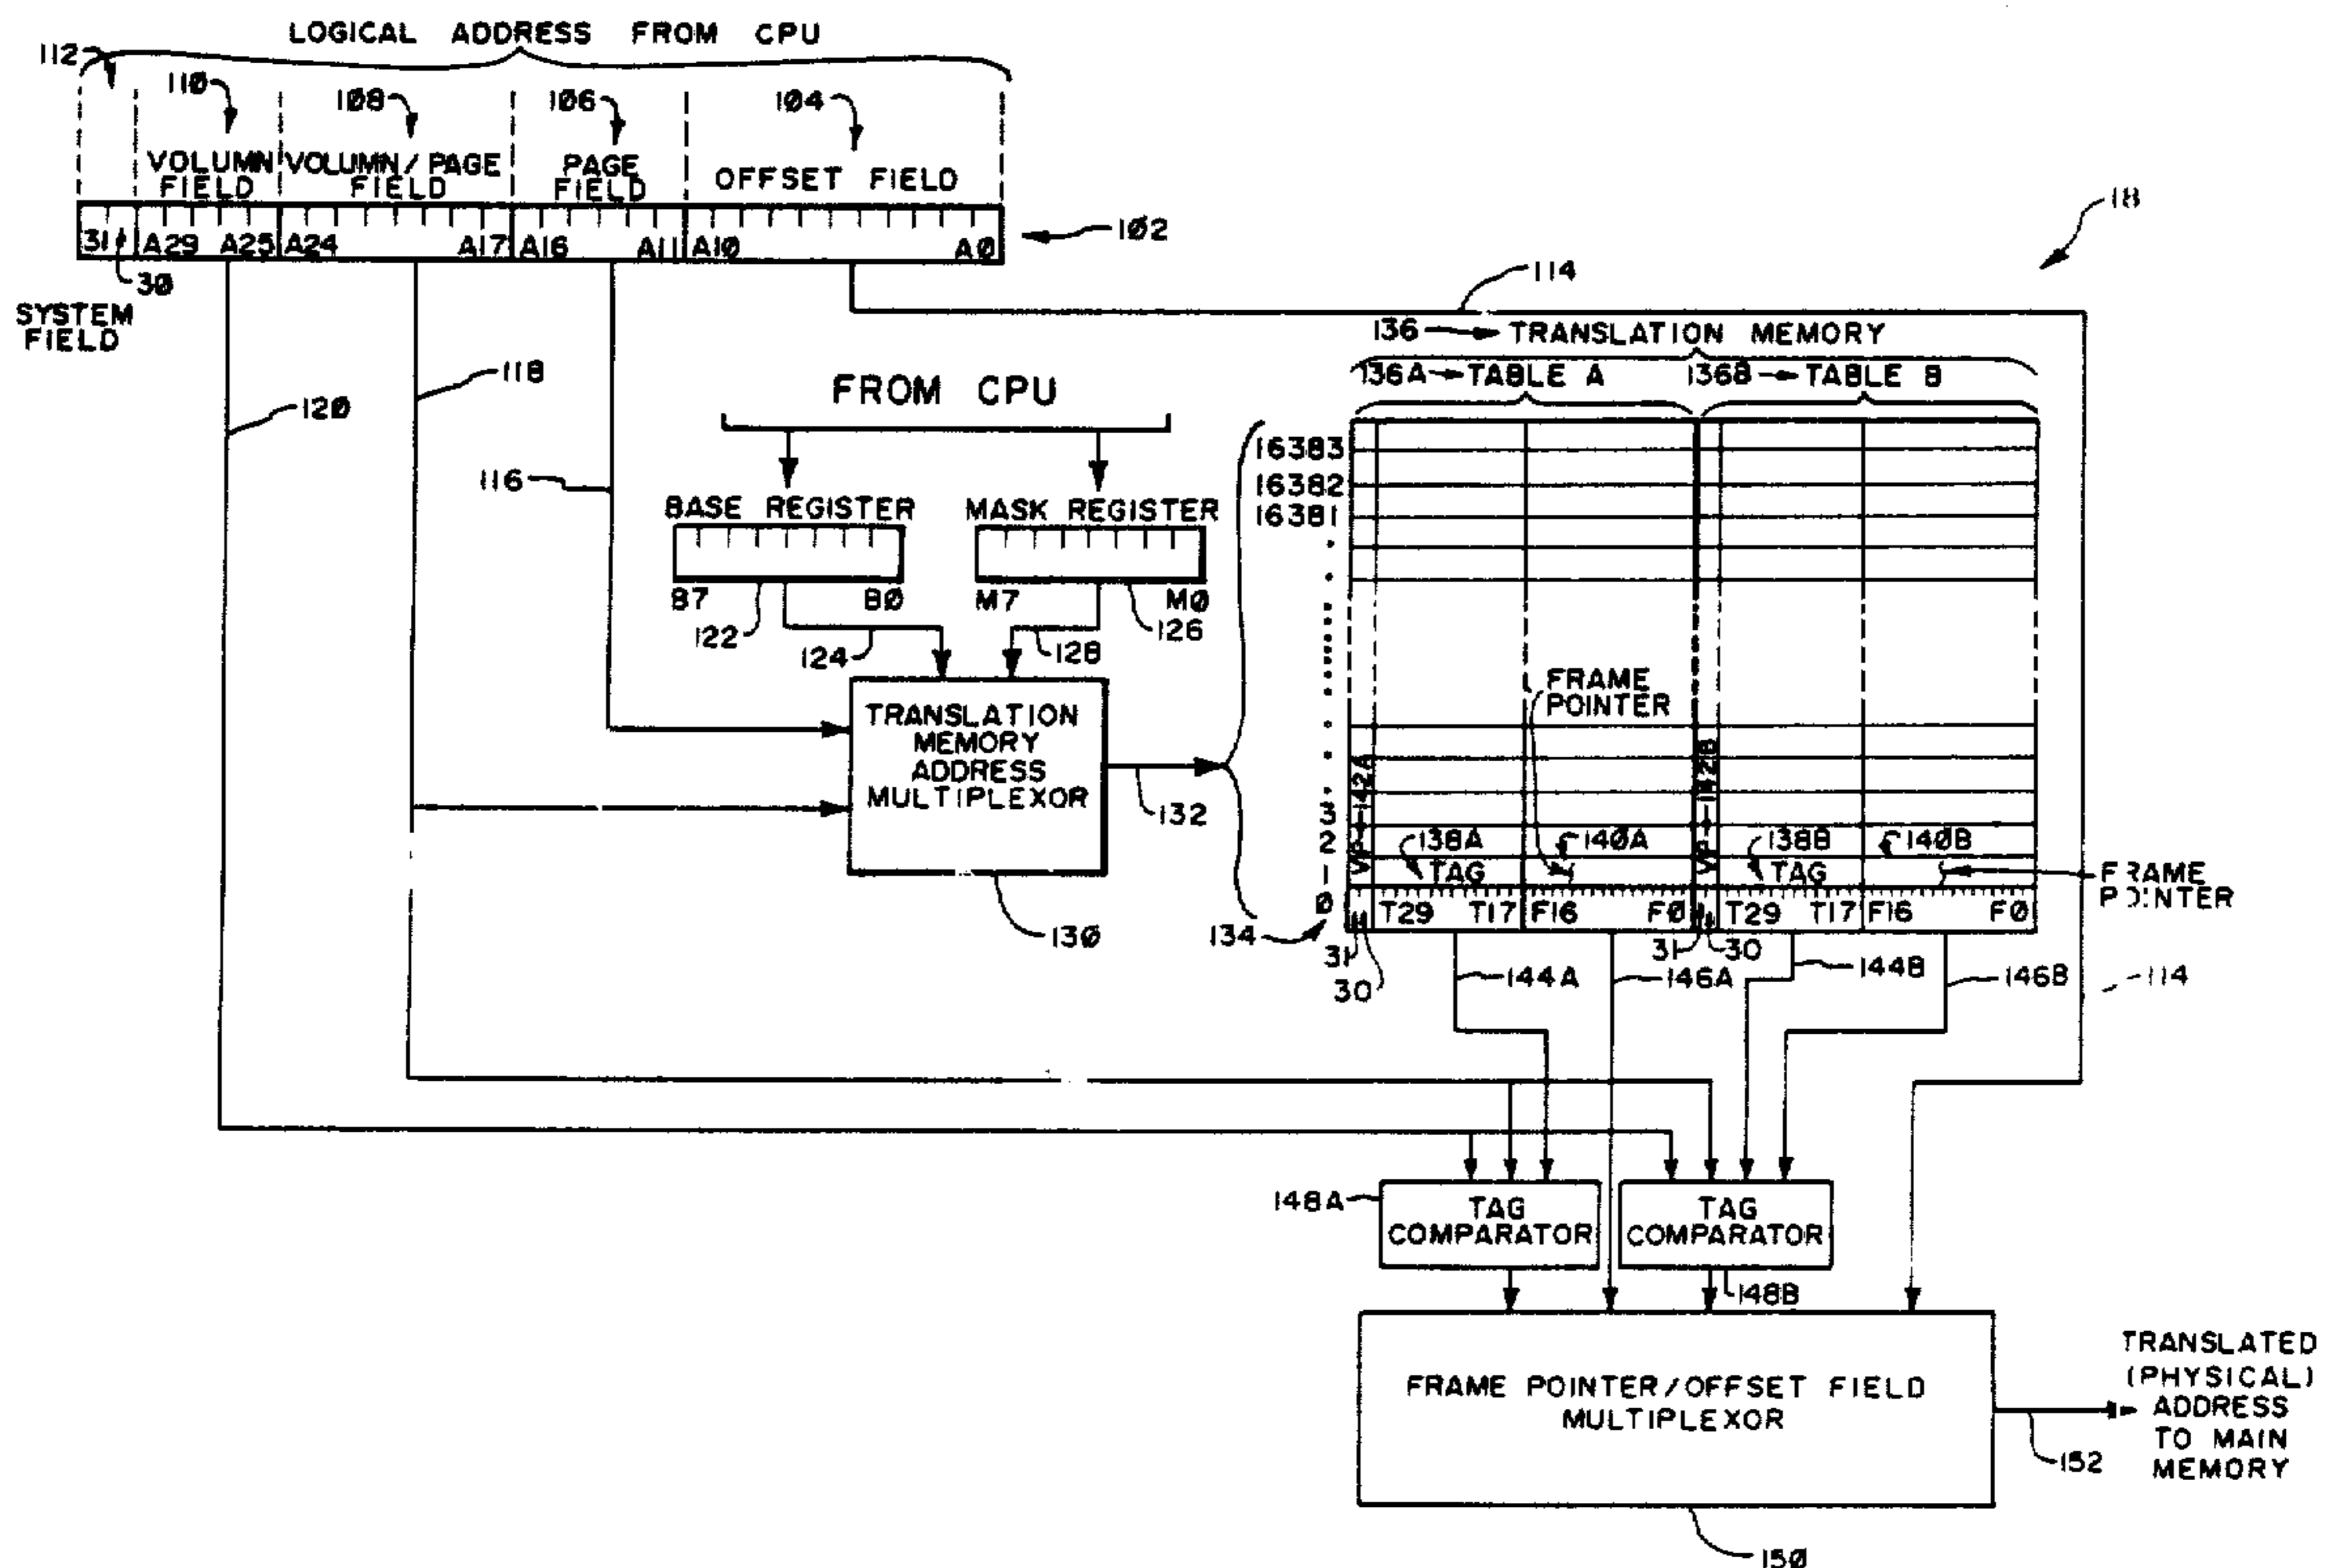 LOGICAL ADDRESS FROM CPU
112
110
108
106
104
VOLUMN FIELD
VOLUMN/PAGE FIELD
PAGE FIELD
OFFSET FIELD
31
A29 A25
A24 A17
A16 A11
A10 A0
102
30
SYSTEM FIELD
18
114
136
TRANSLATION MEMORY
136A
TABLE A
136B
TABLE B
118
120
116
FROM CPU
BASE REGISTER
MASK REGISTER
B7 B0
M7 M0
122
124
126
128
TRANSLATION
MEMORY
ADDRESS
MULTIPLEXOR
130
132
134
16383
16382
16381
3
2
1
0
FRAME
POINTER
VP
142A
VP
142B
138A
TAG
140A
138B
TAG
140B
FRAME
POINTER
T29 T17
F16 F0
T29 T17
F16 F0
31
30
31
30
144A
146A
144B
146B
114
148A
TAG
COMPARATOR
TAG
COMPARATOR
148B
FRAME POINTER/OFFSET FIELD
MULTIPLEXOR
150
152
TRANSLATED
(PHYSICAL)
ADDRESS
TO MAIN
MEMORY